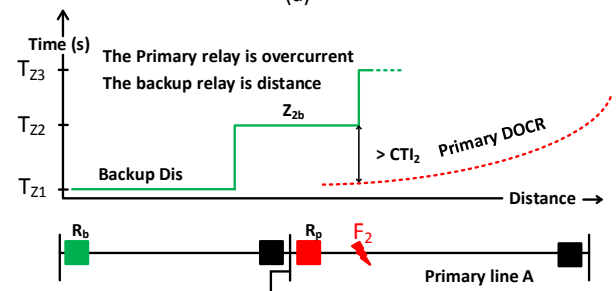 Time (s)
The Primary relay is overcurrent
T_Z3
The backup relay is distance
Z_2b
T_Z2
Primary DOCR
> CTI_2
Backup Dis
T_Z1
Distance
R_b
R_p
F_2
Primary line A